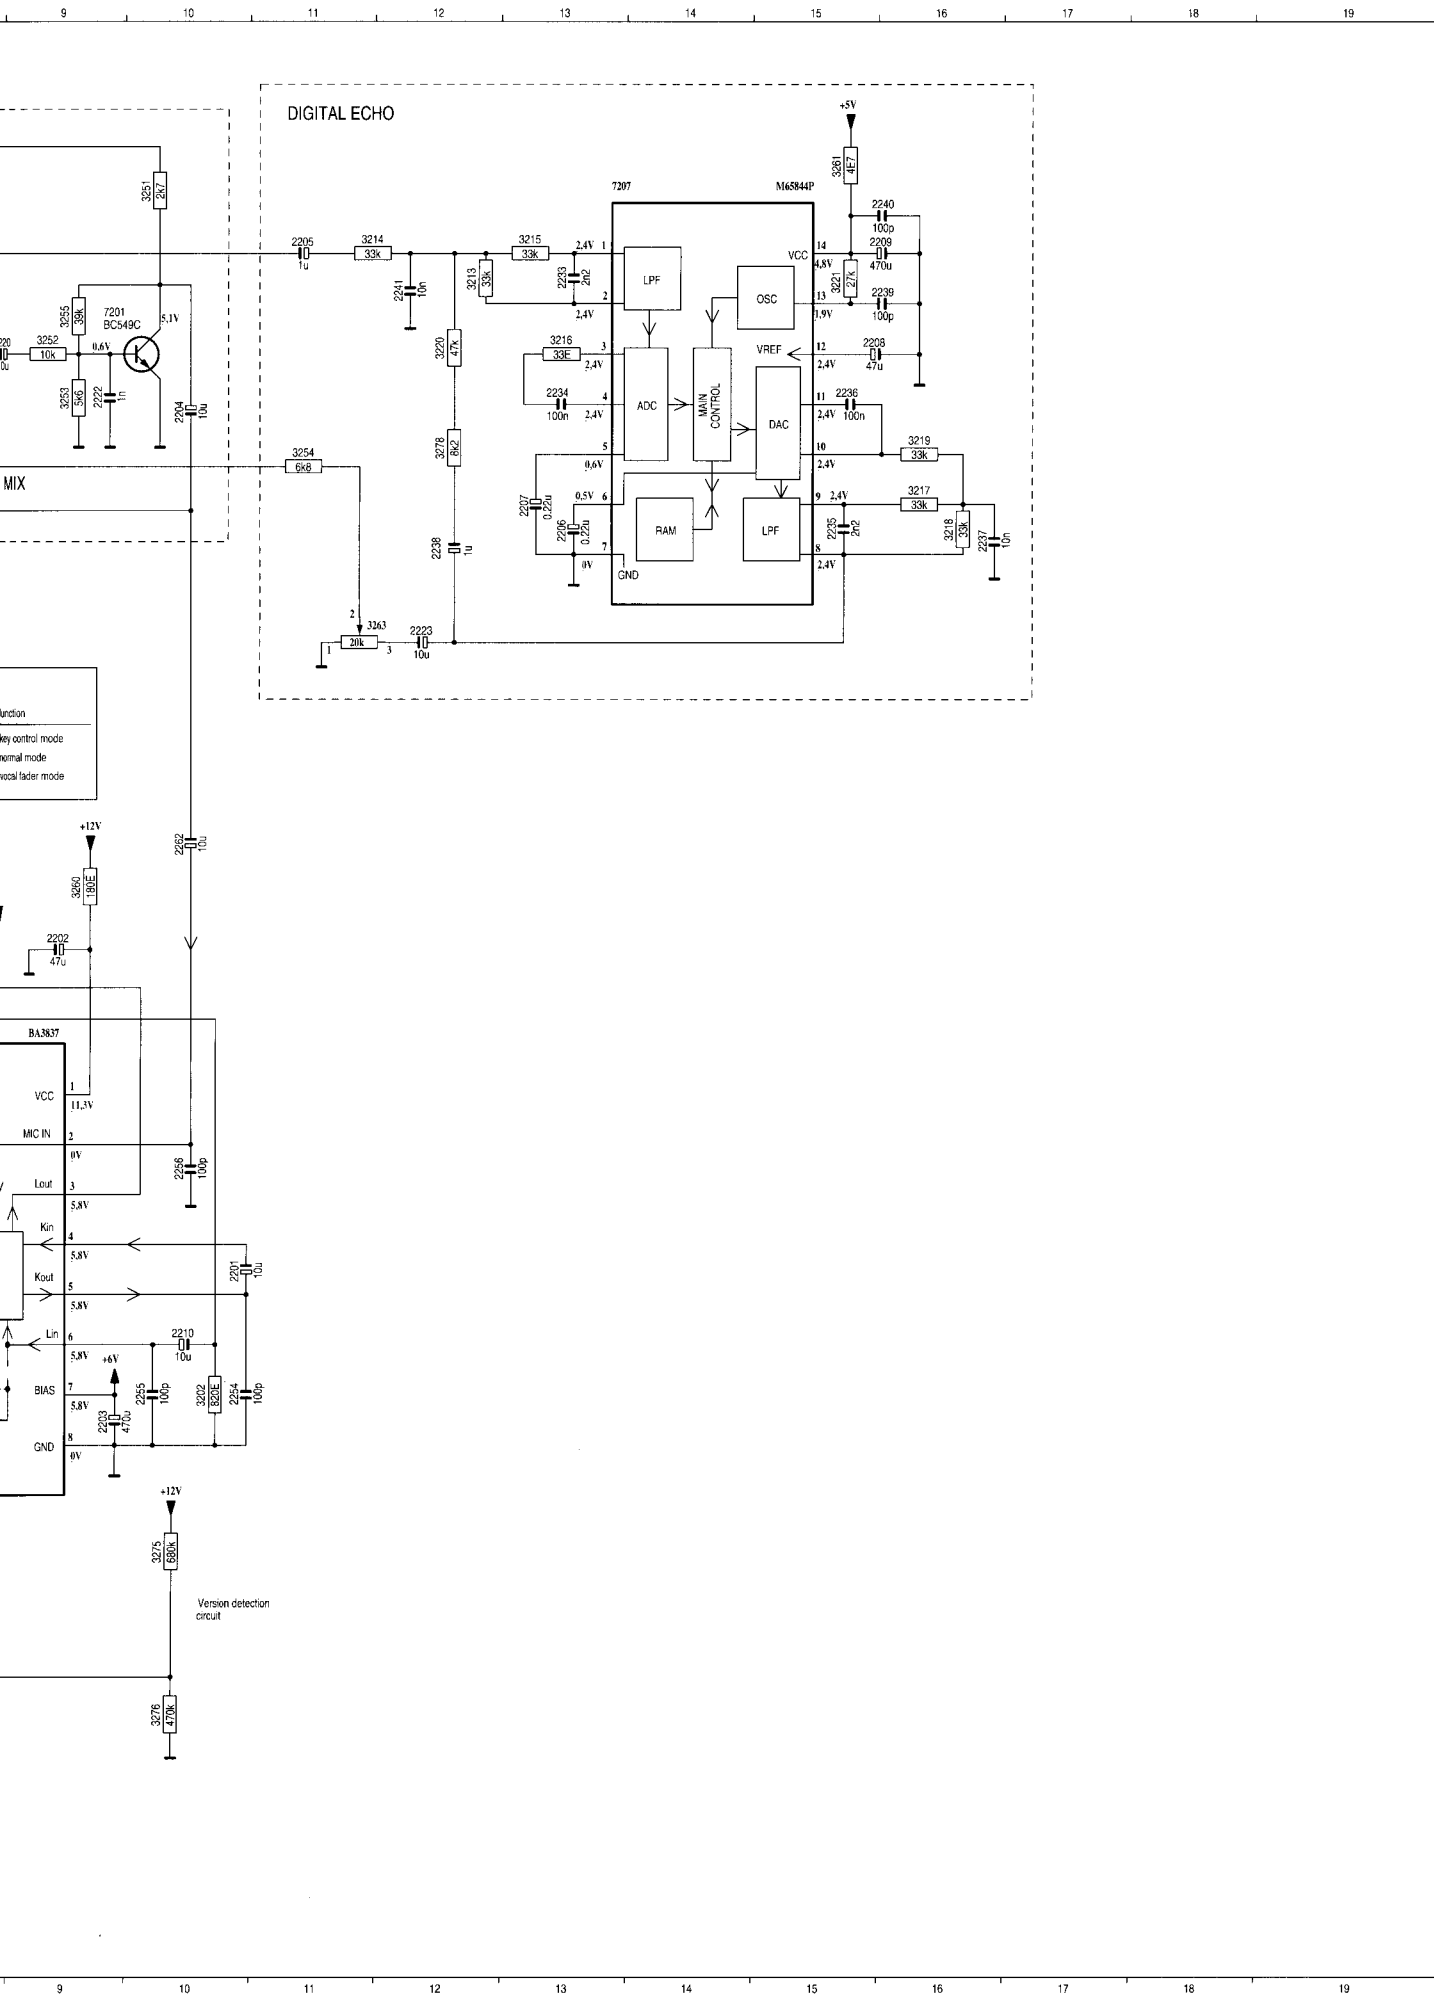 9 10 11 12 13 14 15 16 17 18 19
DIGITAL ECHO
+5V
3261
4E7
7207
M65844P
3251
2k7
2240
100p
2205
1u
3214
33k
3215
33k
2,4V
1
14
VCC
4,8V
2209
470u
2241
10n
3213
33k
2233
2n2
LPF
OSC
3221
27k
2
2,4V
13
1,9V
2239
100p
3255
39k
7201
BC549C
5,1V
3252
10k
0,6V
3220
47k
3216
33E
3
2,4V
VREF
12
2,4V
2208
47u
3253
5k6
2222
1n
2204
10u
2234
100n
4
2,4V
ADC
MAIN
CONTROL
DAC
11
2,4V
2236
100n
3278
8k2
5
0,6V
10
2,4V
3219
33k
3254
6k8
MIX
2207
0.22u
2206
0.22u
0,5V
6
9
2,4V
3217
33k
RAM
LPF
2235
2n2
3218
33k
2237
10n
2238
1u
7
0V
GND
8
2,4V
2
3263
20k
1
3
2223
10u
key control mode
normal mode
vocal fader mode
+12V
2262
10u
3260
180E
2202
47u
BA3837
VCC
1
11,3V
MIC IN
2
0V
2256
100p
Lout
3
5,8V
Kin
4
5,8V
2201
10u
Kout
5
5,8V
Lin
6
5,8V
2210
10u
+6V
BIAS
7
5,8V
2203
470u
2255
100p
3202
820E
2254
100p
GND
8
0V
+12V
3275
680k
Version detection
circuit
3276
470k
9 10 11 12 13 14 15 16 17 18 19